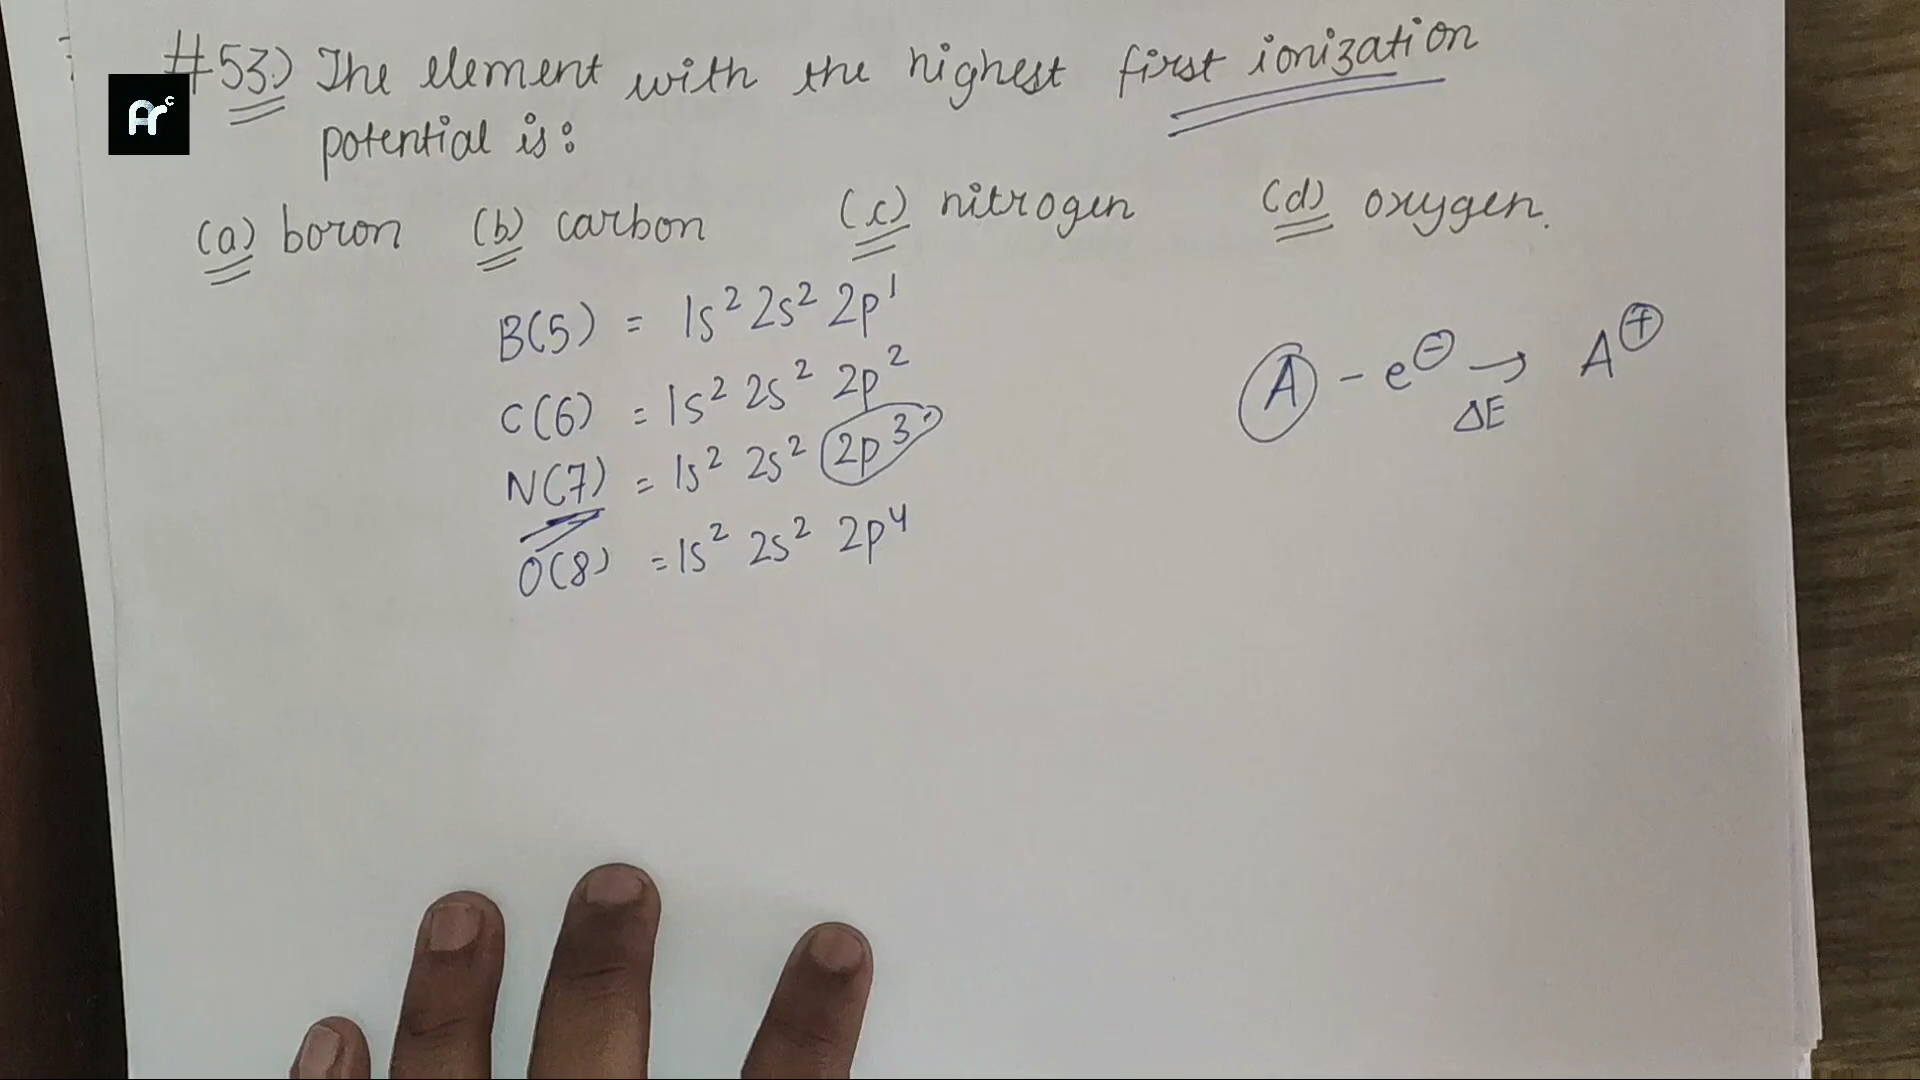 #53.) The element with the highest first ionization
potential is:
Arc
(a) boron (b) carbon (c) nitrogen (d) oxygen.
B(5) = 1s² 2s² 2p¹
C(6) = 1s² 2s² 2p²
N(7) = 1s² 2s² 2p³
O(8) = 1s² 2s² 2p⁴
A - e⊖ → A⊕
ΔE